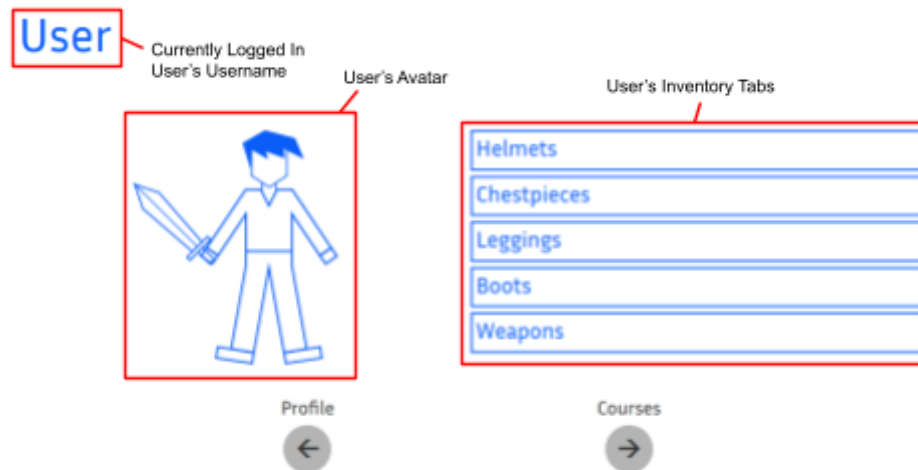 User
Currently Logged In
User's Username
User's Avatar
User's Inventory Tabs
Helmets
Chestpieces
Leggings
Boots
Weapons
Profile
Courses